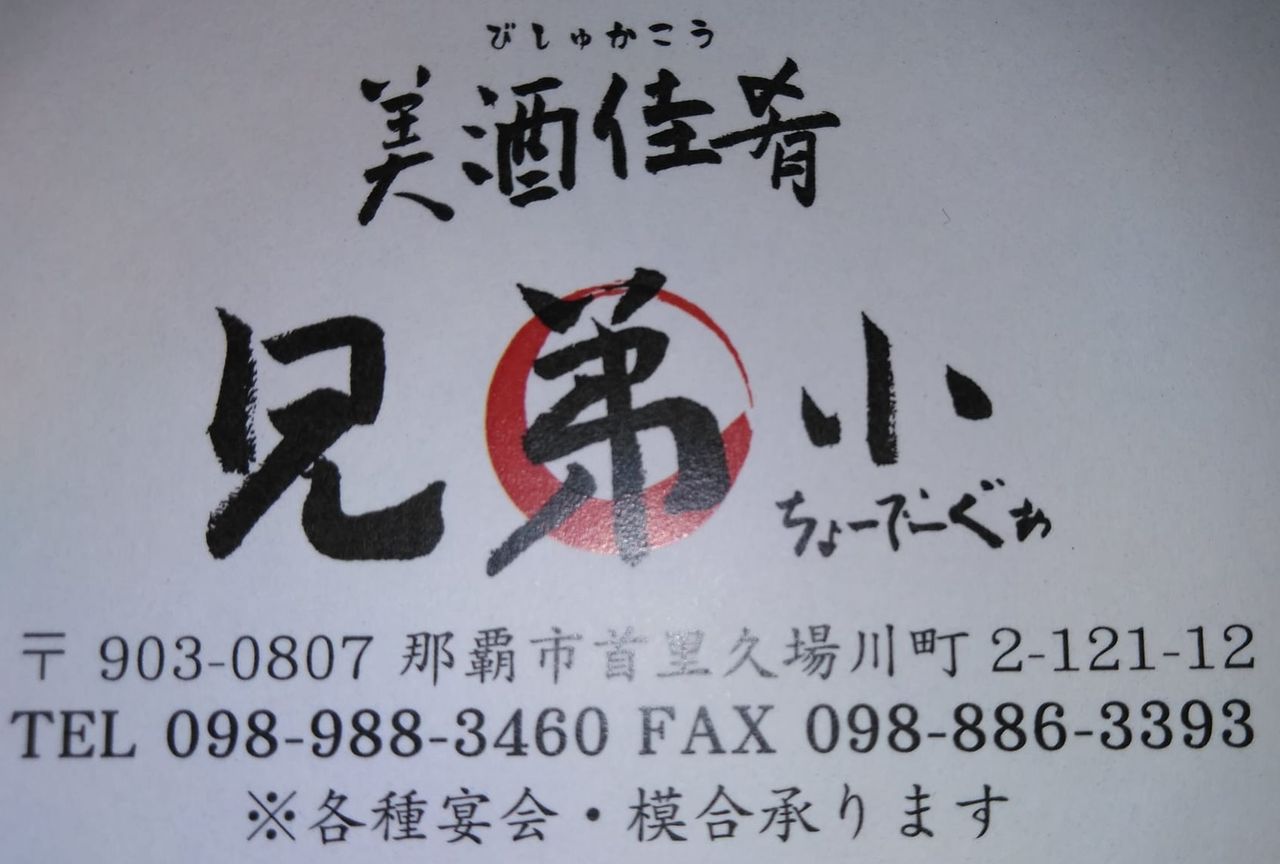 びしゅかこう
美酒佳肴
兄弟小
ちょーでーぐぁ
〒903-0807 那覇市首里久場川町2-121-12
TEL 098-988-3460 FAX 098-886-3393
※各種宴会・模合承ります